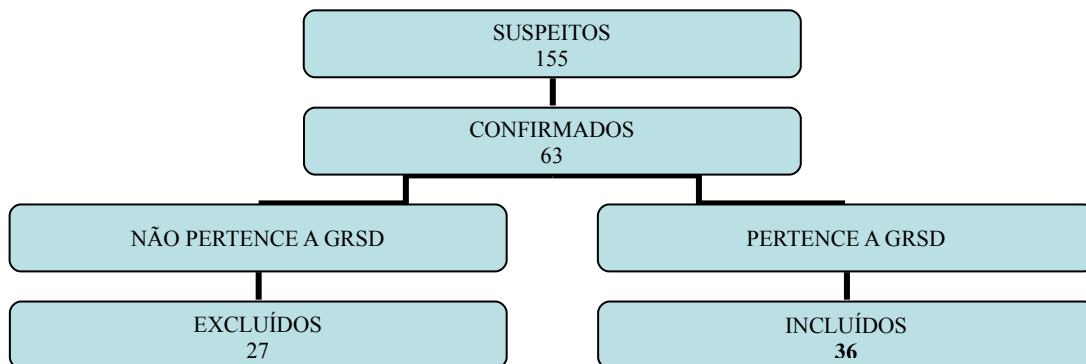 SUSPEITOS
155
CONFIRMADOS
63
NÃO PERTENCE A GRSD
PERTENCE A GRSD
EXCLUÍDOS
27
INCLUÍDOS
36